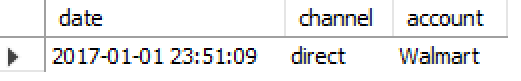 date channel account
2017-01-01 23:51:09 direct Walmart